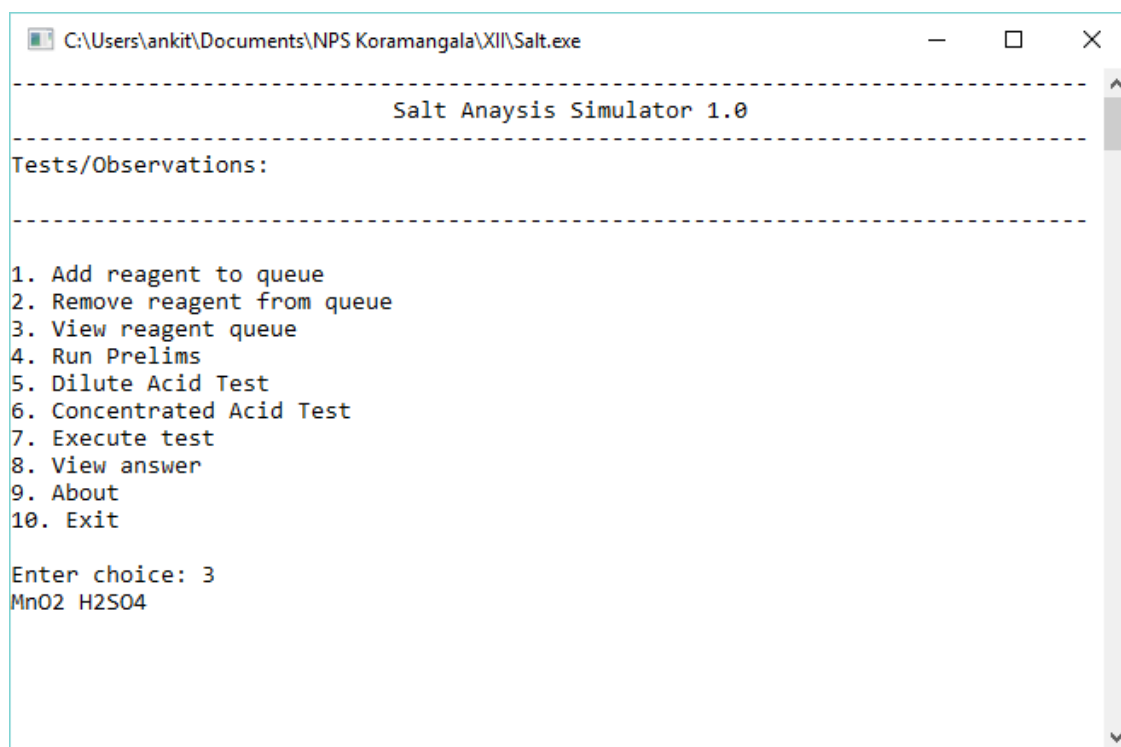 C:\Users\ankit\Documents\NPS Koramangala\XII\Salt.exe
--------------------------------------------------------------------------------
Salt Anaysis Simulator 1.0
--------------------------------------------------------------------------------
Tests/Observations:
--------------------------------------------------------------------------------
1. Add reagent to queue
2. Remove reagent from queue
3. View reagent queue
4. Run Prelims
5. Dilute Acid Test
6. Concentrated Acid Test
7. Execute test
8. View answer
9. About
10. Exit
Enter choice: 3
MnO2 H2SO4